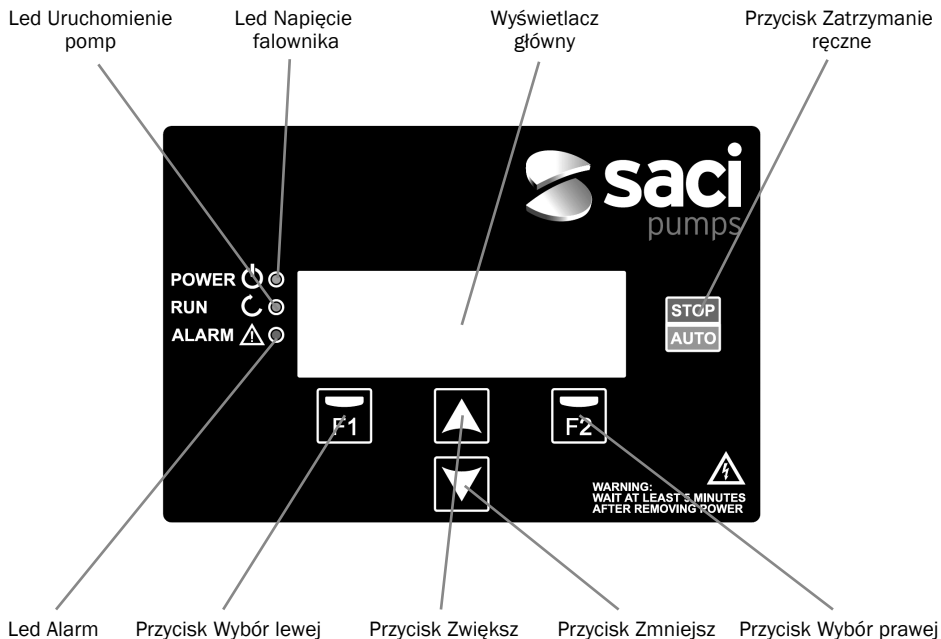 Led Uruchomienie
pomp
Led Napięcie
falownika
Wyświetlacz
główny
Przycisk Zatrzymanie
ręczne
saci
pumps
POWER
RUN
ALARM
STOP
AUTO
F1
F2
WARNING:
WAIT AT LEAST 5 MINUTES
AFTER REMOVING POWER
Led Alarm
Przycisk Wybór lewej
Przycisk Zwiększ
Przycisk Zmniejsz
Przycisk Wybór prawej